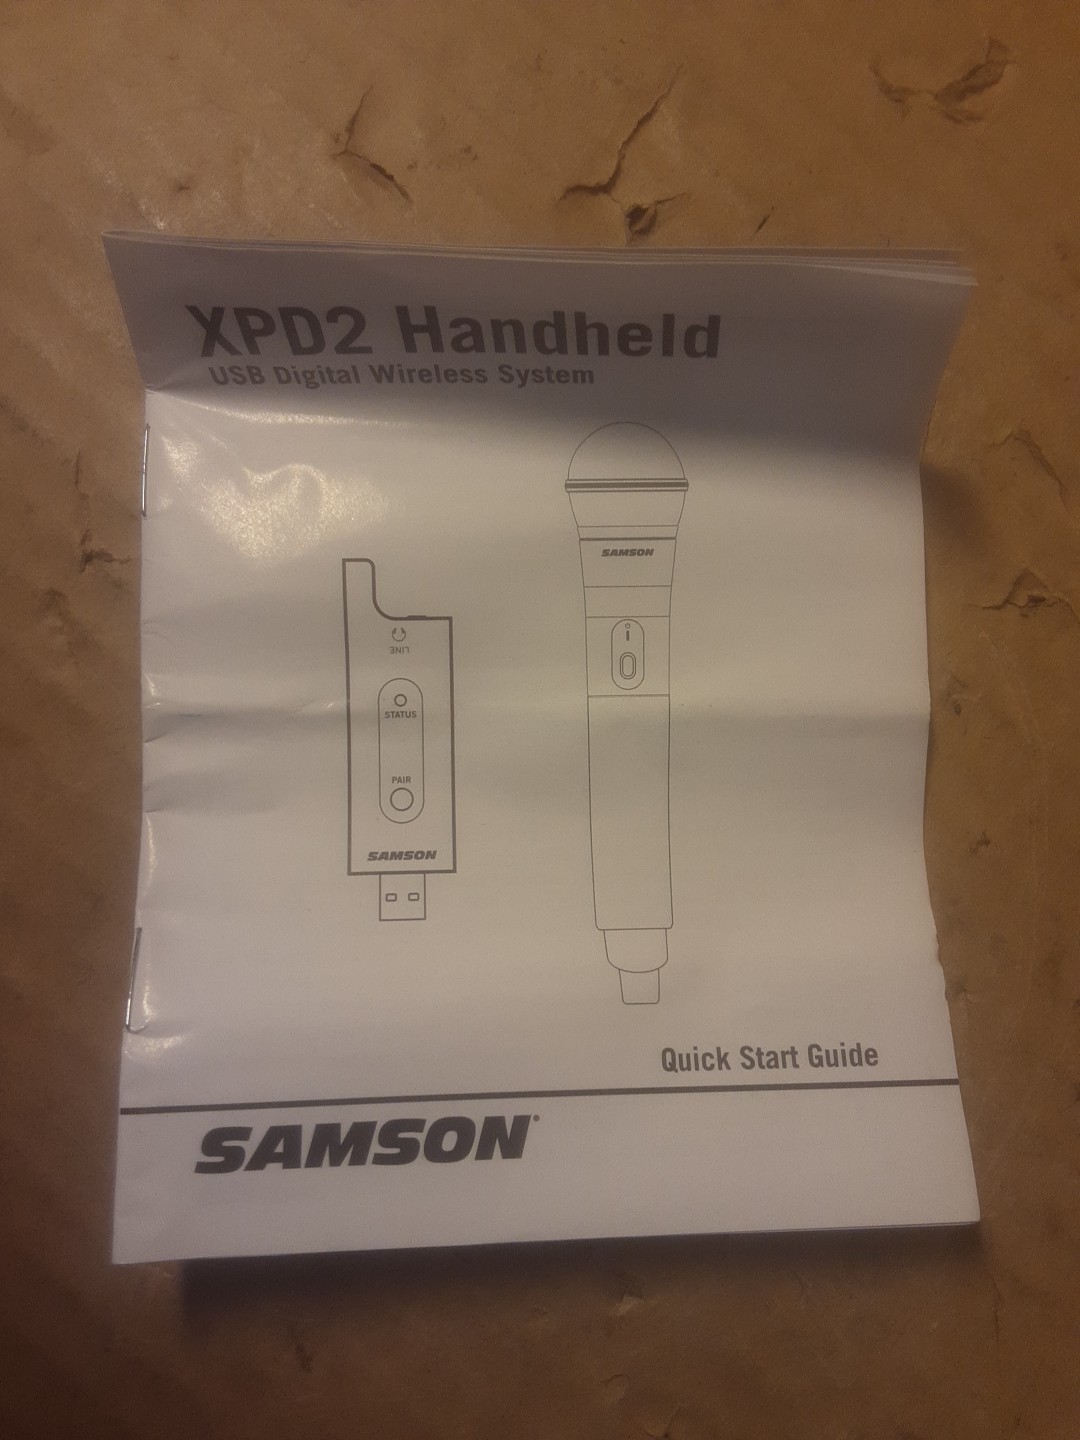 XPD2 Handheld
USB Digital Wireless System
SAMSON
LINE
STATUS
PAIR
SAMSON
Quick Start Guide
SAMSON